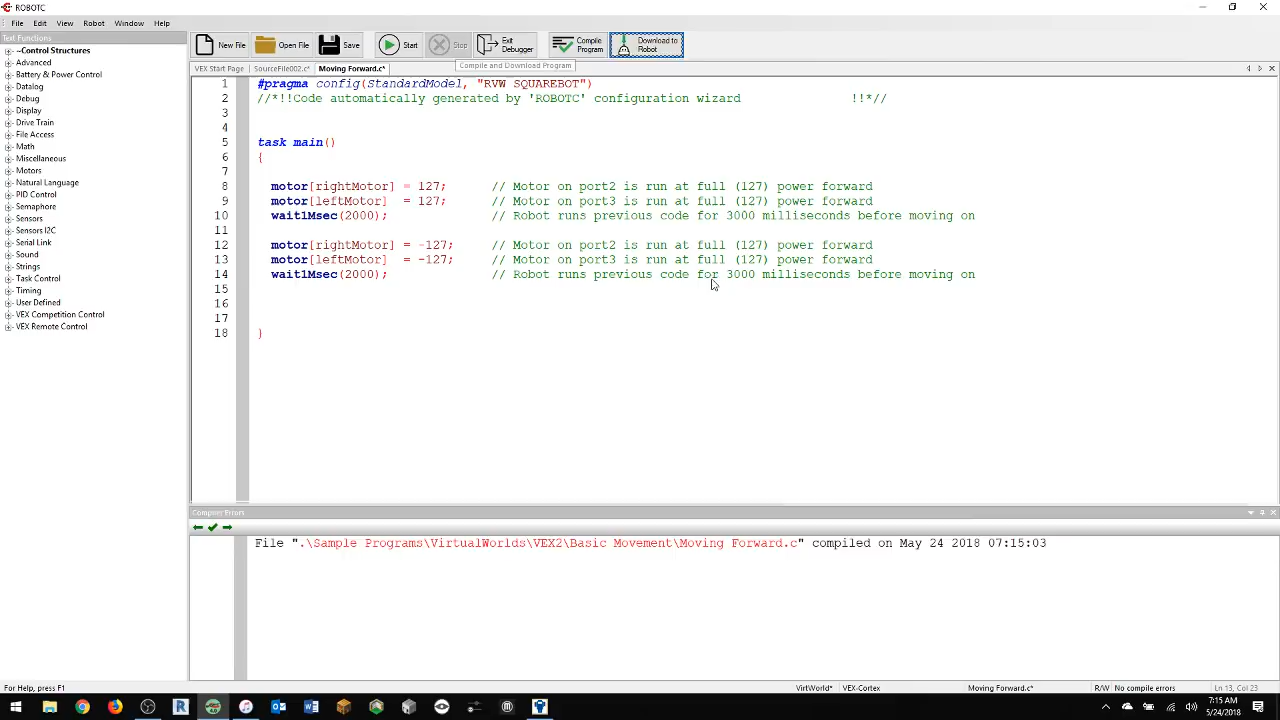 ROBOTC
File Edit View Robot Window Help
Text Functions
New File Open File Save Start Stop Exit Debugger Compile Program Download to Robot
Compile and Download Program
VEX Start Page SourceFile002.c* Moving Forward.c*
~Control Structures
Advanced
Battery & Power Control
Datalog
Debug
Display
Drive Train
File Access
Math
Miscellaneous
Motors
Natural Language
PID Control
Semaphore
Sensors
Sensors I2C
Serial Link
Sound
Strings
Task Control
Timing
User Defined
VEX Competition Control
VEX Remote Control
1 #pragma config(StandardModel, "RVW SQUAREBOT")
2 //*!!Code automatically generated by 'ROBOTC' configuration wizard !!*//
3
4
5 task main()
6 {
7
8 motor[rightMotor] = 127; // Motor on port2 is run at full (127) power forward
9 motor[leftMotor] = 127; // Motor on port3 is run at full (127) power forward
10 wait1Msec(2000); // Robot runs previous code for 3000 milliseconds before moving on
11
12 motor[rightMotor] = -127; // Motor on port2 is run at full (127) power forward
13 motor[leftMotor] = -127; // Motor on port3 is run at full (127) power forward
14 wait1Msec(2000); // Robot runs previous code for 3000 milliseconds before moving on
15
16
17
18 }
Compiler Errors
File ".\Sample Programs\VirtualWorlds\VEX2\Basic Movement\Moving Forward.c" compiled on May 24 2018 07:15:03
For Help, press F1 VirtWorld* VEX-Cortex Moving Forward.c* R/W No compile errors Ln 13, Col 23
7:15 AM
5/24/2018